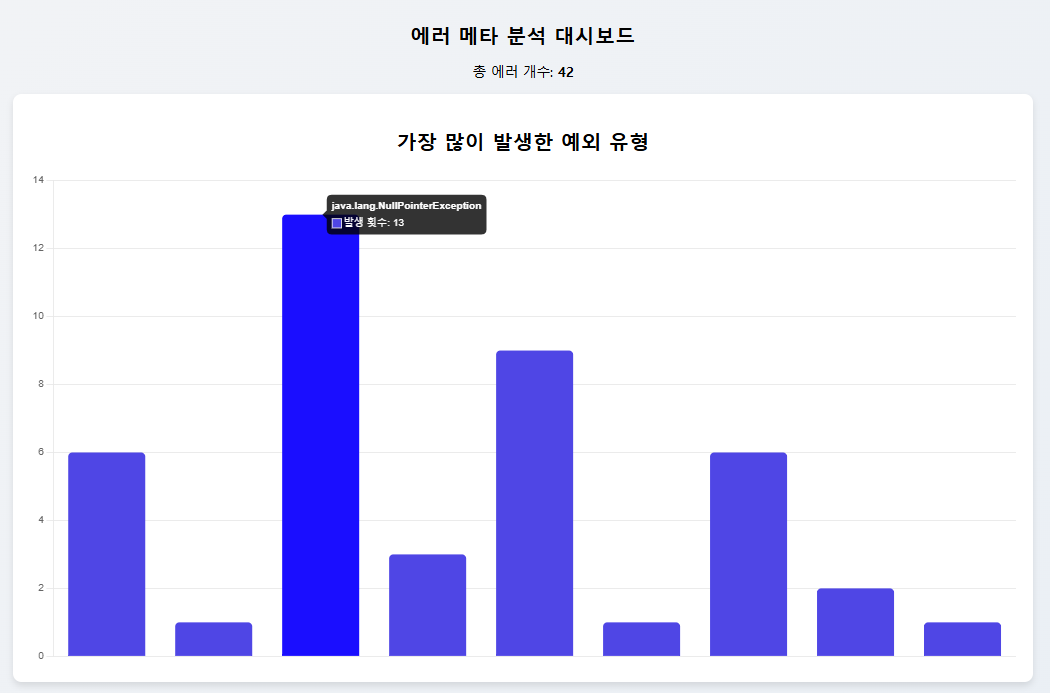 에러 메타 분석 대시보드
총 에러 개수: 42
가장 많이 발생한 예외 유형
14
java.lang.NullPointerException
발생 횟수: 13
12
10
8
6
4
2
0